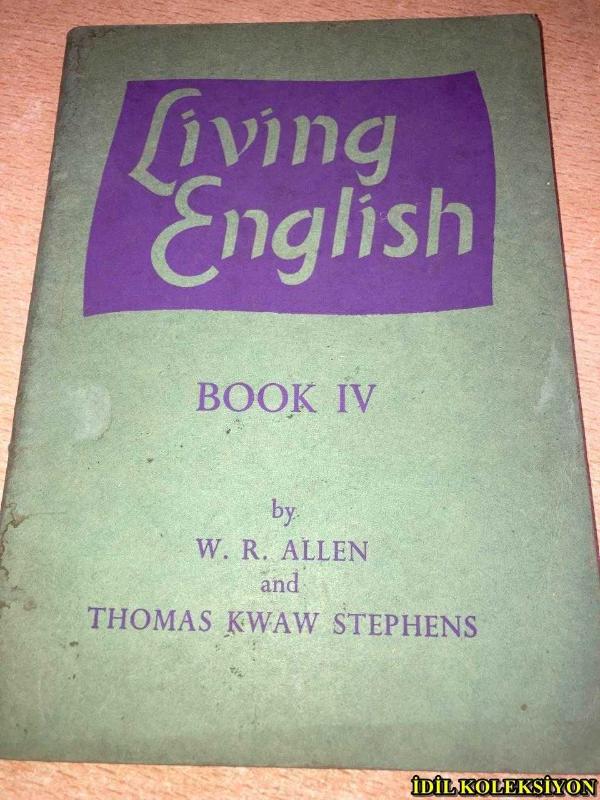 Living
English
BOOK IV
by
W. R. ALLEN
and
THOMAS KWAW STEPHENS
İDİL KOLEKSİYON